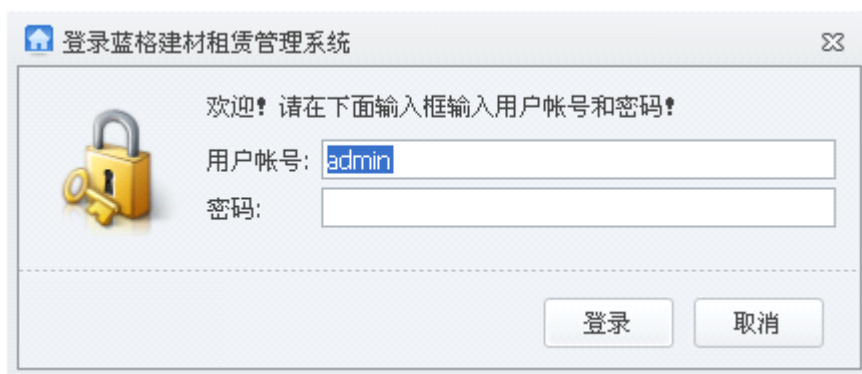 登录蓝格建材租赁管理系统
欢迎! 请在下面输入框输入用户帐号和密码!
用户帐号: admin
密码:
登录 取消